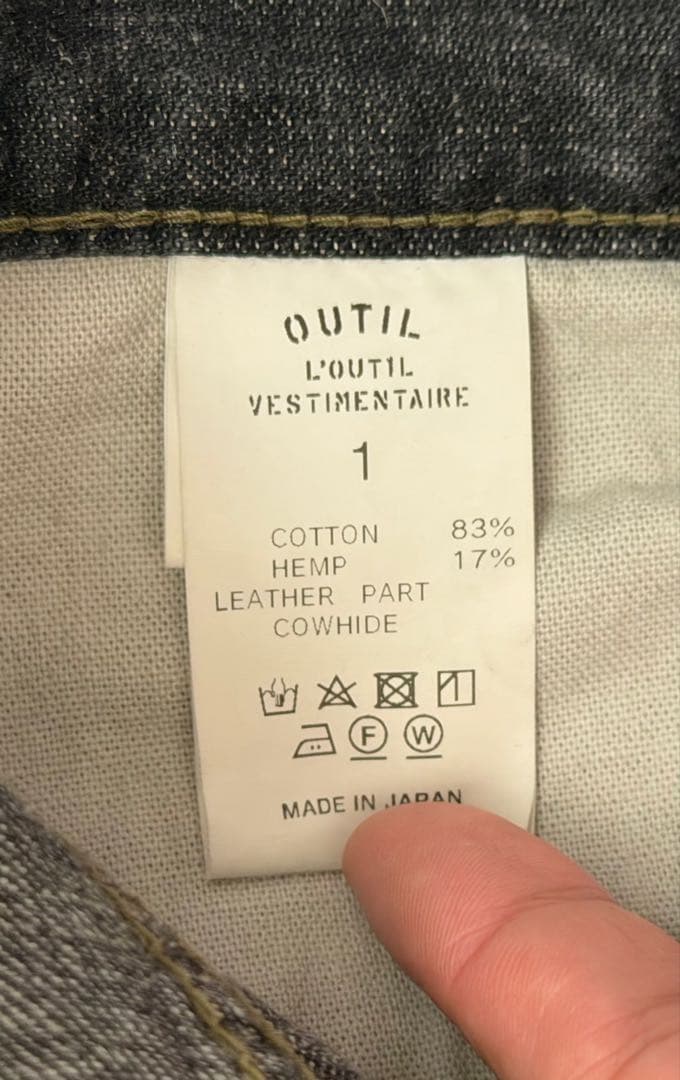 OUTIL
L'OUTIL
VESTIMENTAIRE
1
COTTON 83%
HEMP 17%
LEATHER PART
COWHIDE
F W
MADE IN JAPAN